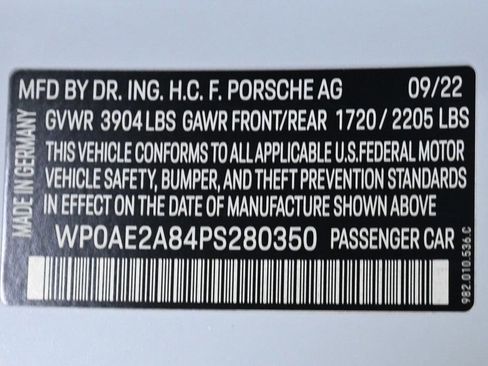 MFD BY DR. ING. H.C. F. PORSCHE AG 09/22
GVWR 3904 LBS GAWR FRONT/REAR 1720 / 2205 LBS
THIS VEHICLE CONFORMS TO ALL APPLICABLE U.S.FEDERAL MOTOR
VEHICLE SAFETY, BUMPER, AND THEFT PREVENTION STANDARDS
IN EFFECT ON THE DATE OF MANUFACTURE SHOWN ABOVE
WP0AE2A84PS280350 PASSENGER CAR
MADE IN GERMANY
982.010.536.C